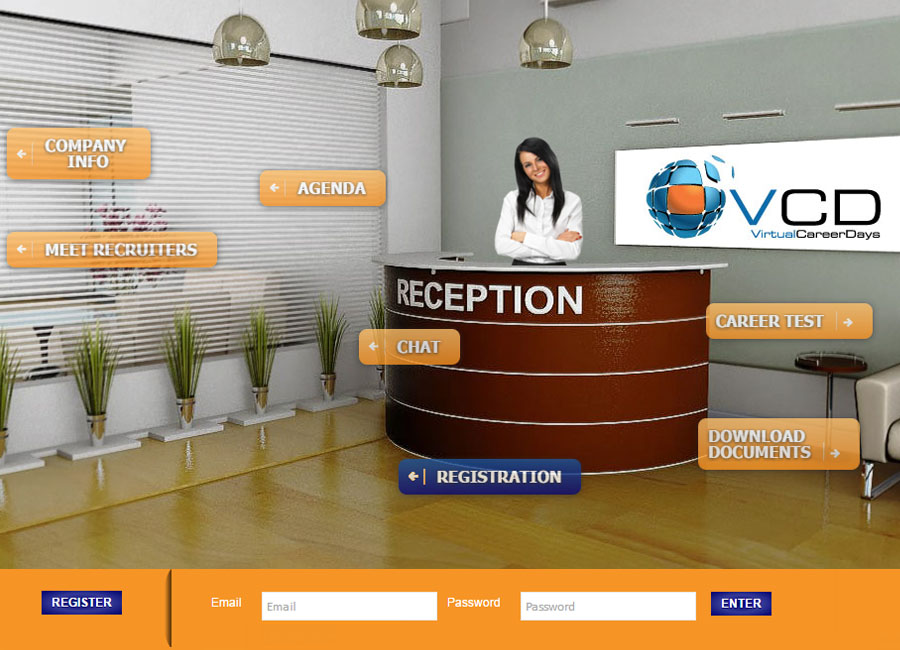 COMPANY
INFO
AGENDA
MEET RECRUITERS
VCD
VirtualCareerDays
RECEPTION
CAREER TEST
CHAT
DOWNLOAD
DOCUMENTS
REGISTRATION
REGISTER
Email
Email
Password
Password
ENTER